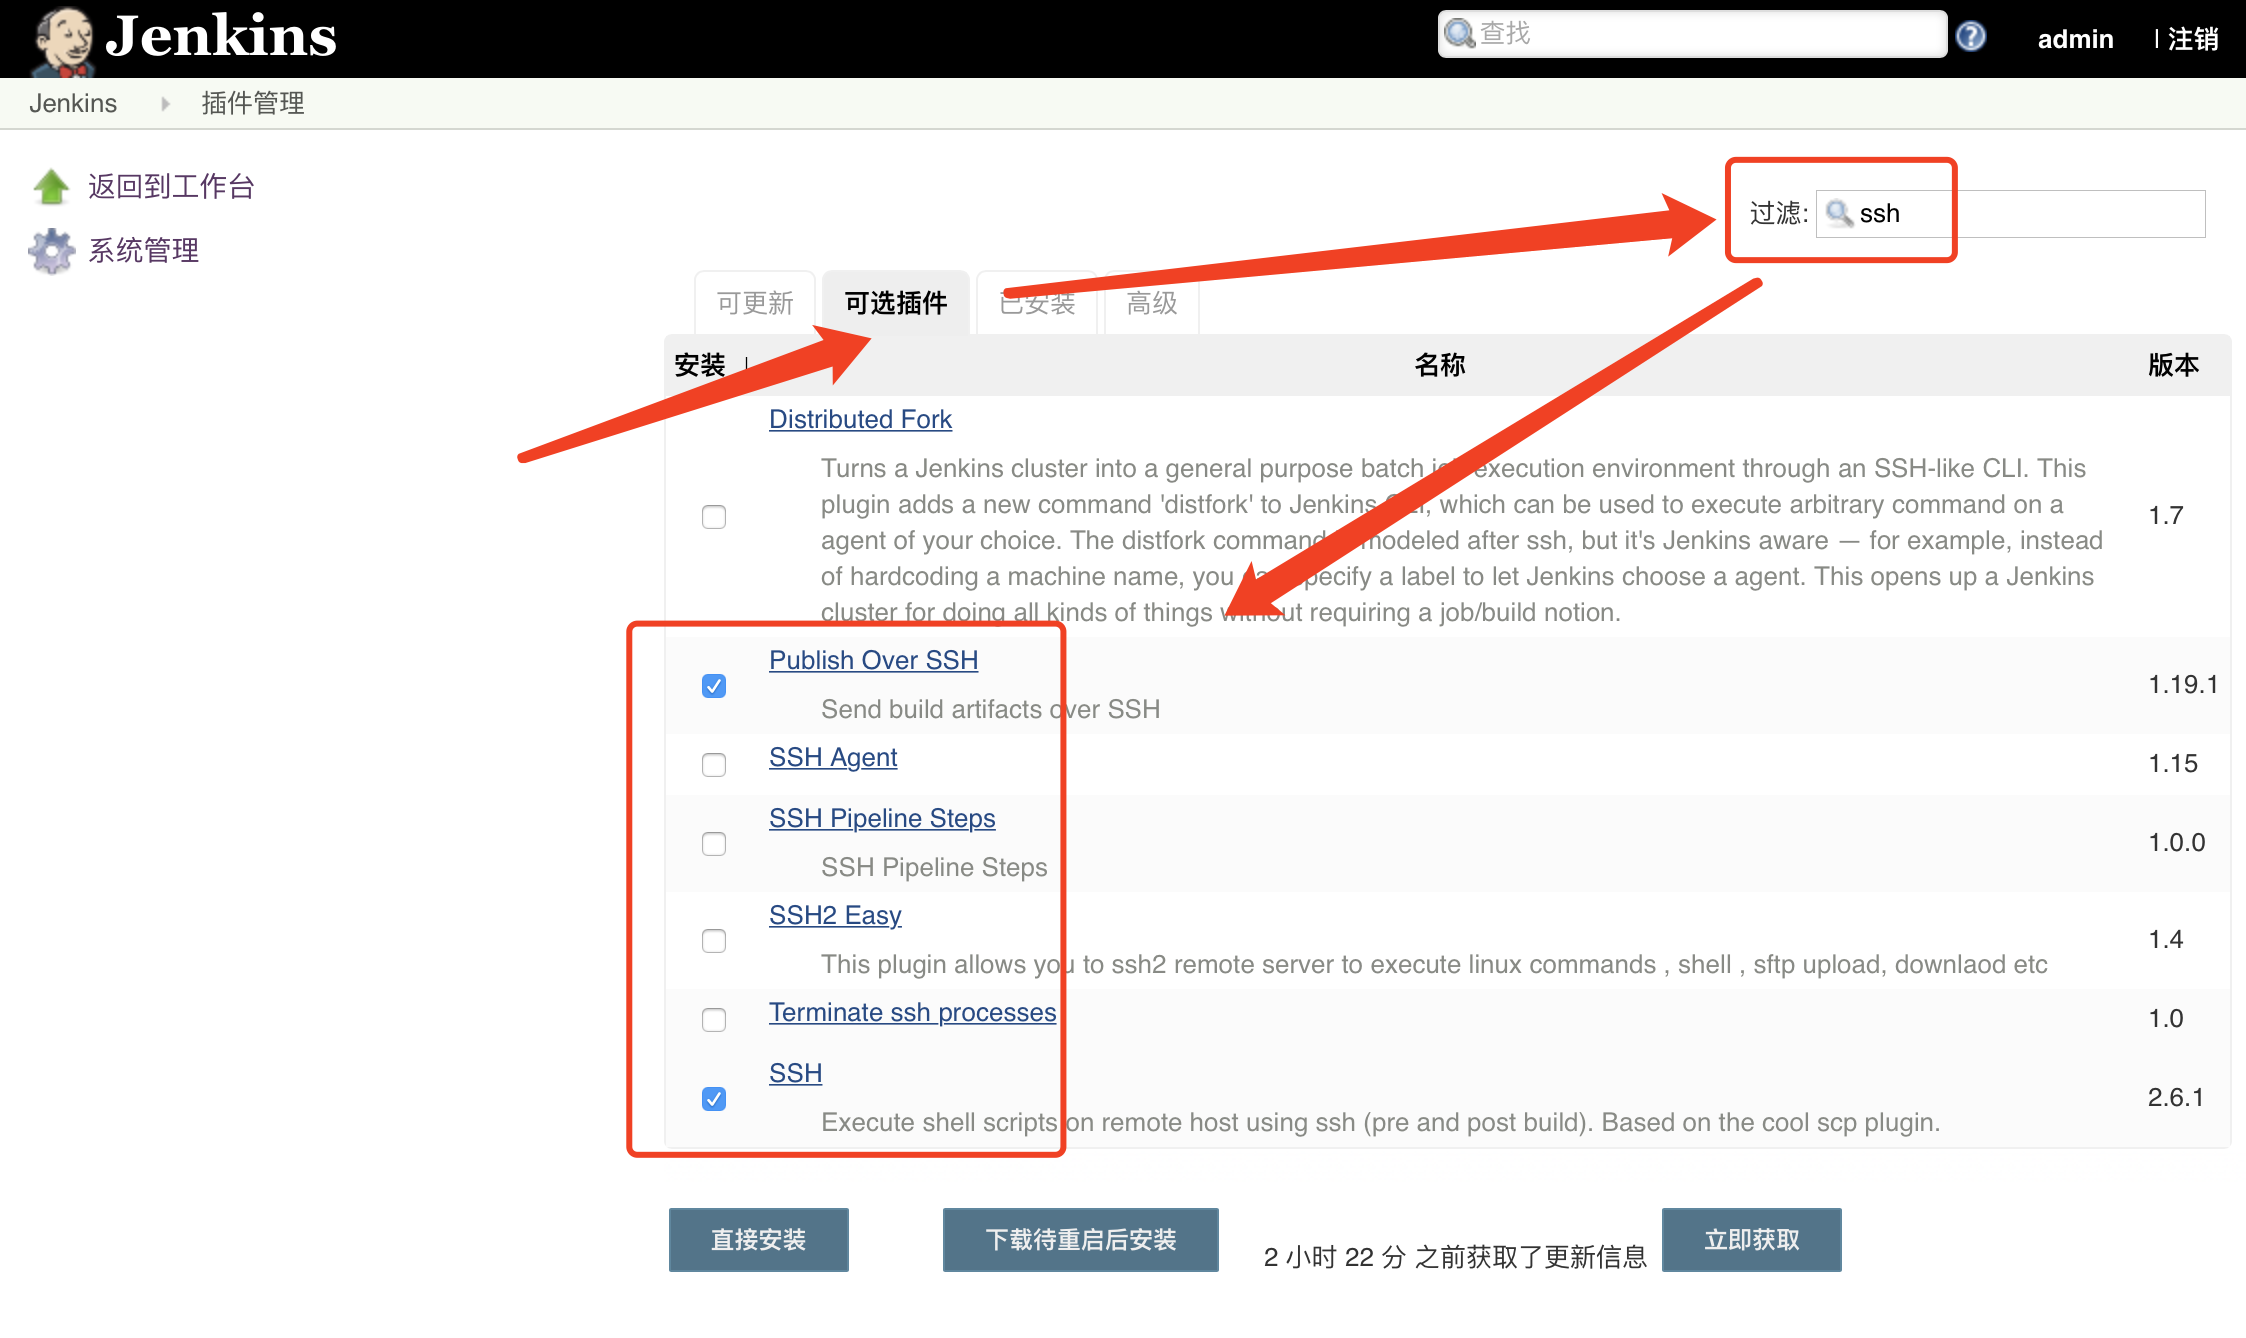 Jenkins
查找
admin
注销
Jenkins
插件管理
返回到工作台
系统管理
过滤:
ssh
可更新
可选插件
已安装
高级
安装 ↓
名称
版本
Distributed Fork
Turns a Jenkins cluster into a general purpose batch execution environment through an SSH-like CLI. This
plugin adds a new command 'distfork' to Jenkins which can be used to execute arbitrary command on a
agent of your choice. The distfork command modeled after ssh, but it's Jenkins aware — for example, instead
of hardcoding a machine name, you specify a label to let Jenkins choose a agent. This opens up a Jenkins
cluster for doing all kinds of things without requiring a job/build notion.
1.7
Publish Over SSH
Send build artifacts over SSH
1.19.1
SSH Agent
1.15
SSH Pipeline Steps
SSH Pipeline Steps
1.0.0
SSH2 Easy
This plugin allows you to ssh2 remote server to execute linux commands , shell , sftp upload, downlaod etc
1.4
Terminate ssh processes
1.0
SSH
Execute shell scripts on remote host using ssh (pre and post build). Based on the cool scp plugin.
2.6.1
直接安装
下载待重启后安装
2 小时 22 分 之前获取了更新信息
立即获取